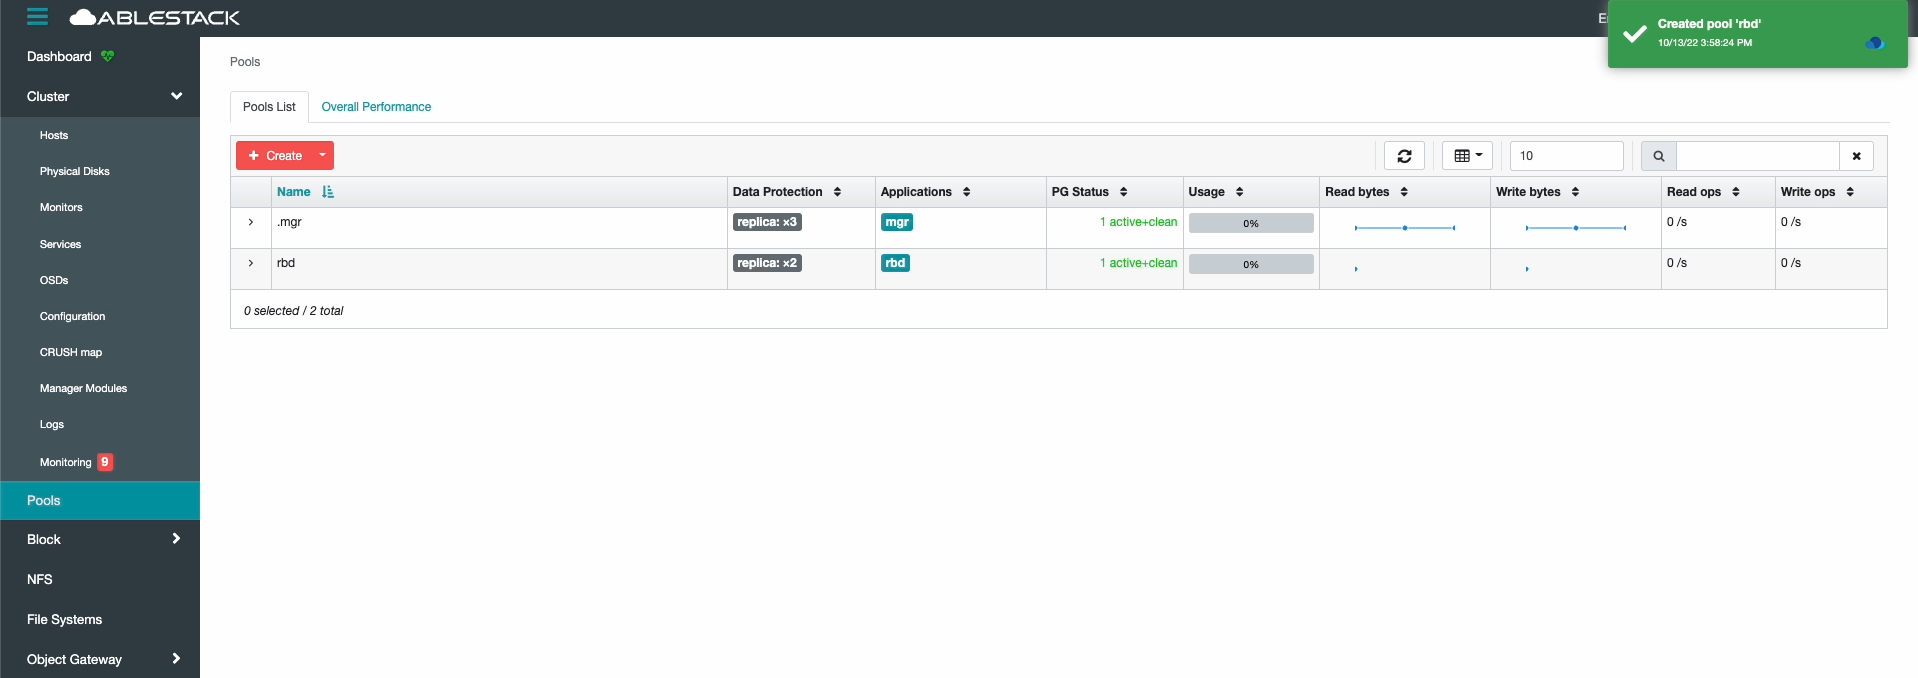 ABLESTACK
Created pool 'rbd'
10/13/22 3:58:24 PM
Dashboard
Cluster
Hosts
Physical Disks
Monitors
Services
OSDs
Configuration
CRUSH map
Manager Modules
Logs
Monitoring 9
Pools
Block
NFS
File Systems
Object Gateway
Pools
Pools List Overall Performance
Create 10
Name Data Protection Applications PG Status Usage Read bytes Write bytes Read ops Write ops
.mgr replica: ×3 mgr 1 active+clean 0% 0 /s 0 /s
rbd replica: ×2 rbd 1 active+clean 0% 0 /s 0 /s
0 selected / 2 total